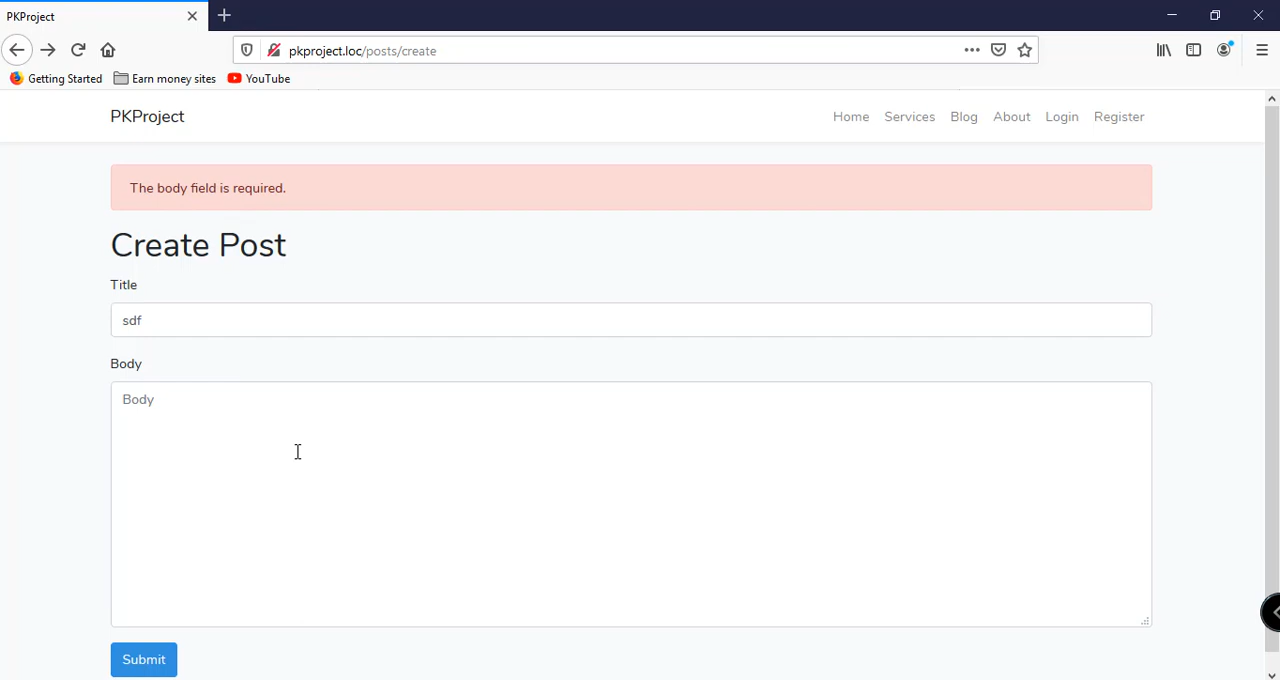 PKProject
pkproject.loc/posts/create
Getting Started Earn money sites YouTube
PKProject Home Services Blog About Login Register
The body field is required.
Create Post
Title
sdf
Body
Body
Submit